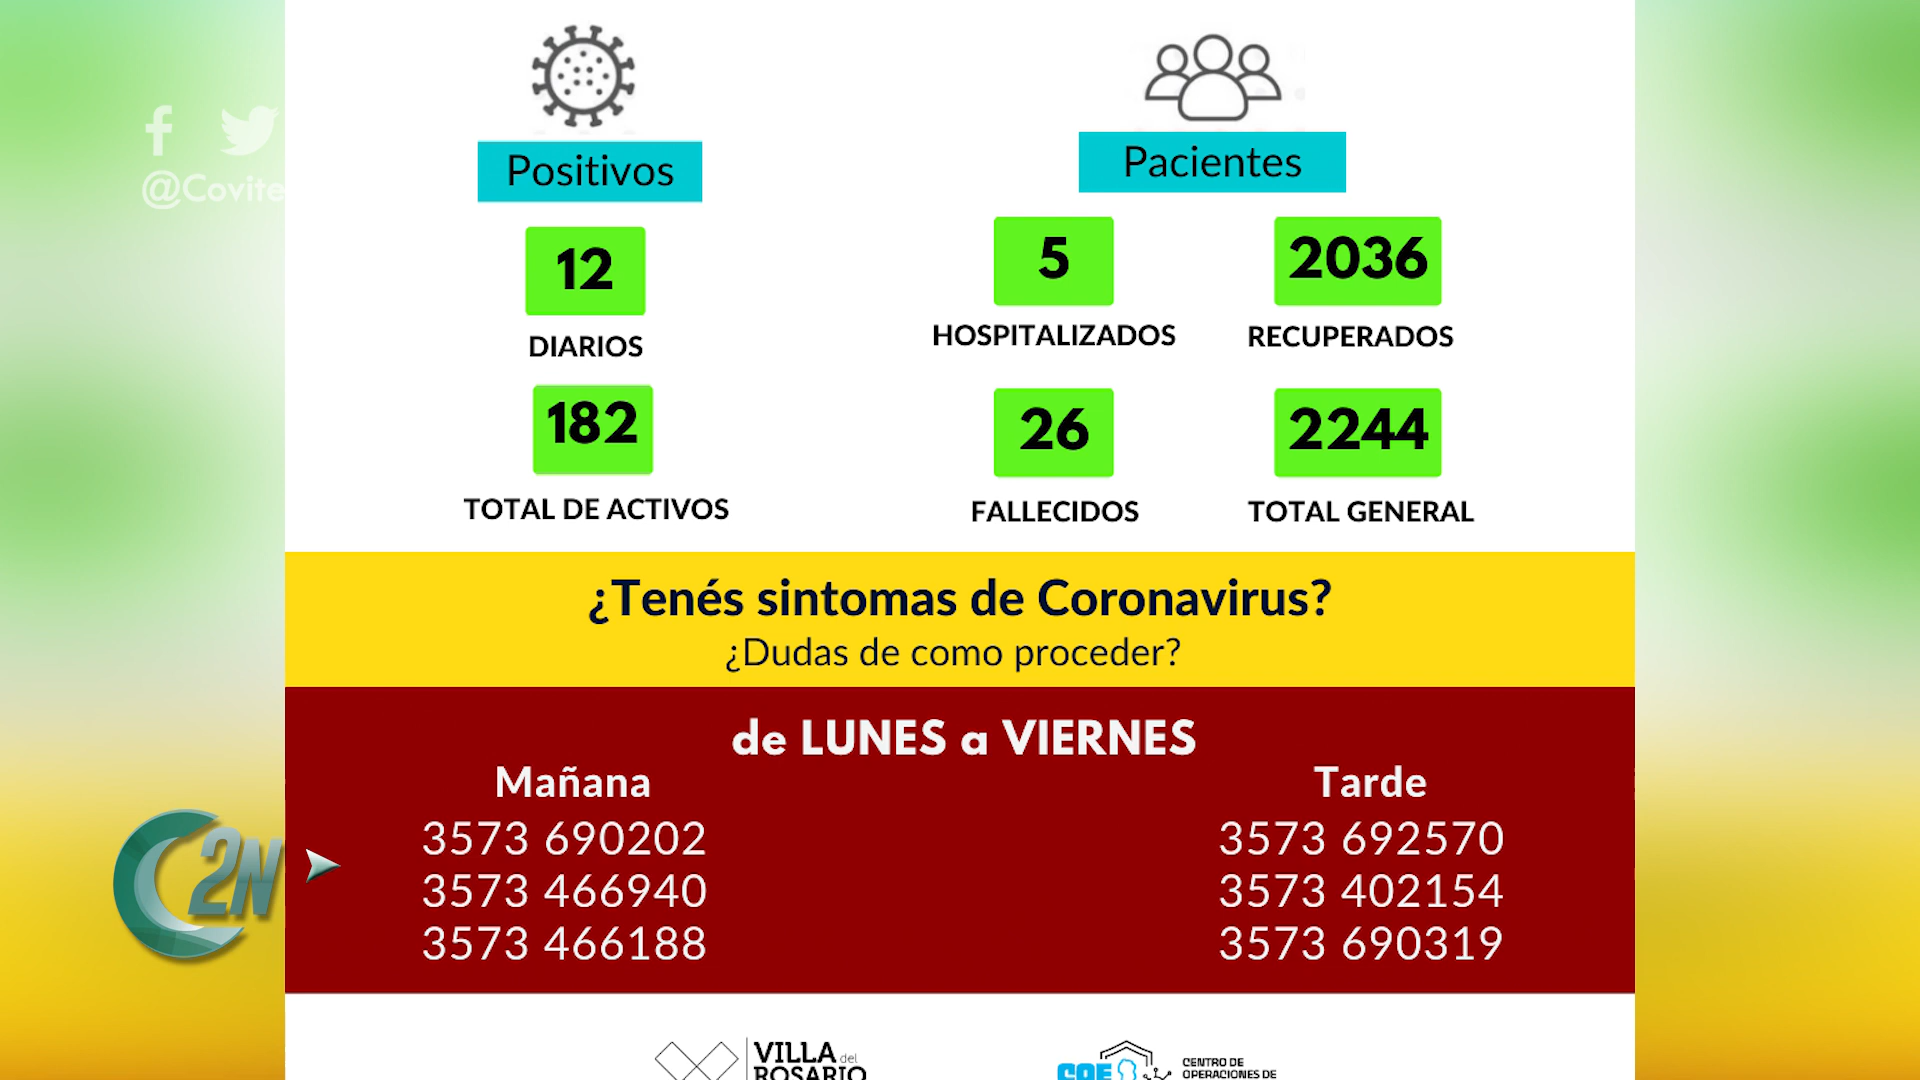 @Covite
Positivos
Pacientes
12
DIARIOS
182
TOTAL DE ACTIVOS
5
HOSPITALIZADOS
2036
RECUPERADOS
26
FALLECIDOS
2244
TOTAL GENERAL
¿Tenés sintomas de Coronavirus?
¿Dudas de como proceder?
de LUNES a VIERNES
Mañana
3573 690202
3573 466940
3573 466188
Tarde
3573 692570
3573 402154
3573 690319
C2N
VILLA del
ROSARIO
COE
CENTRO DE
OPERACIONES DE